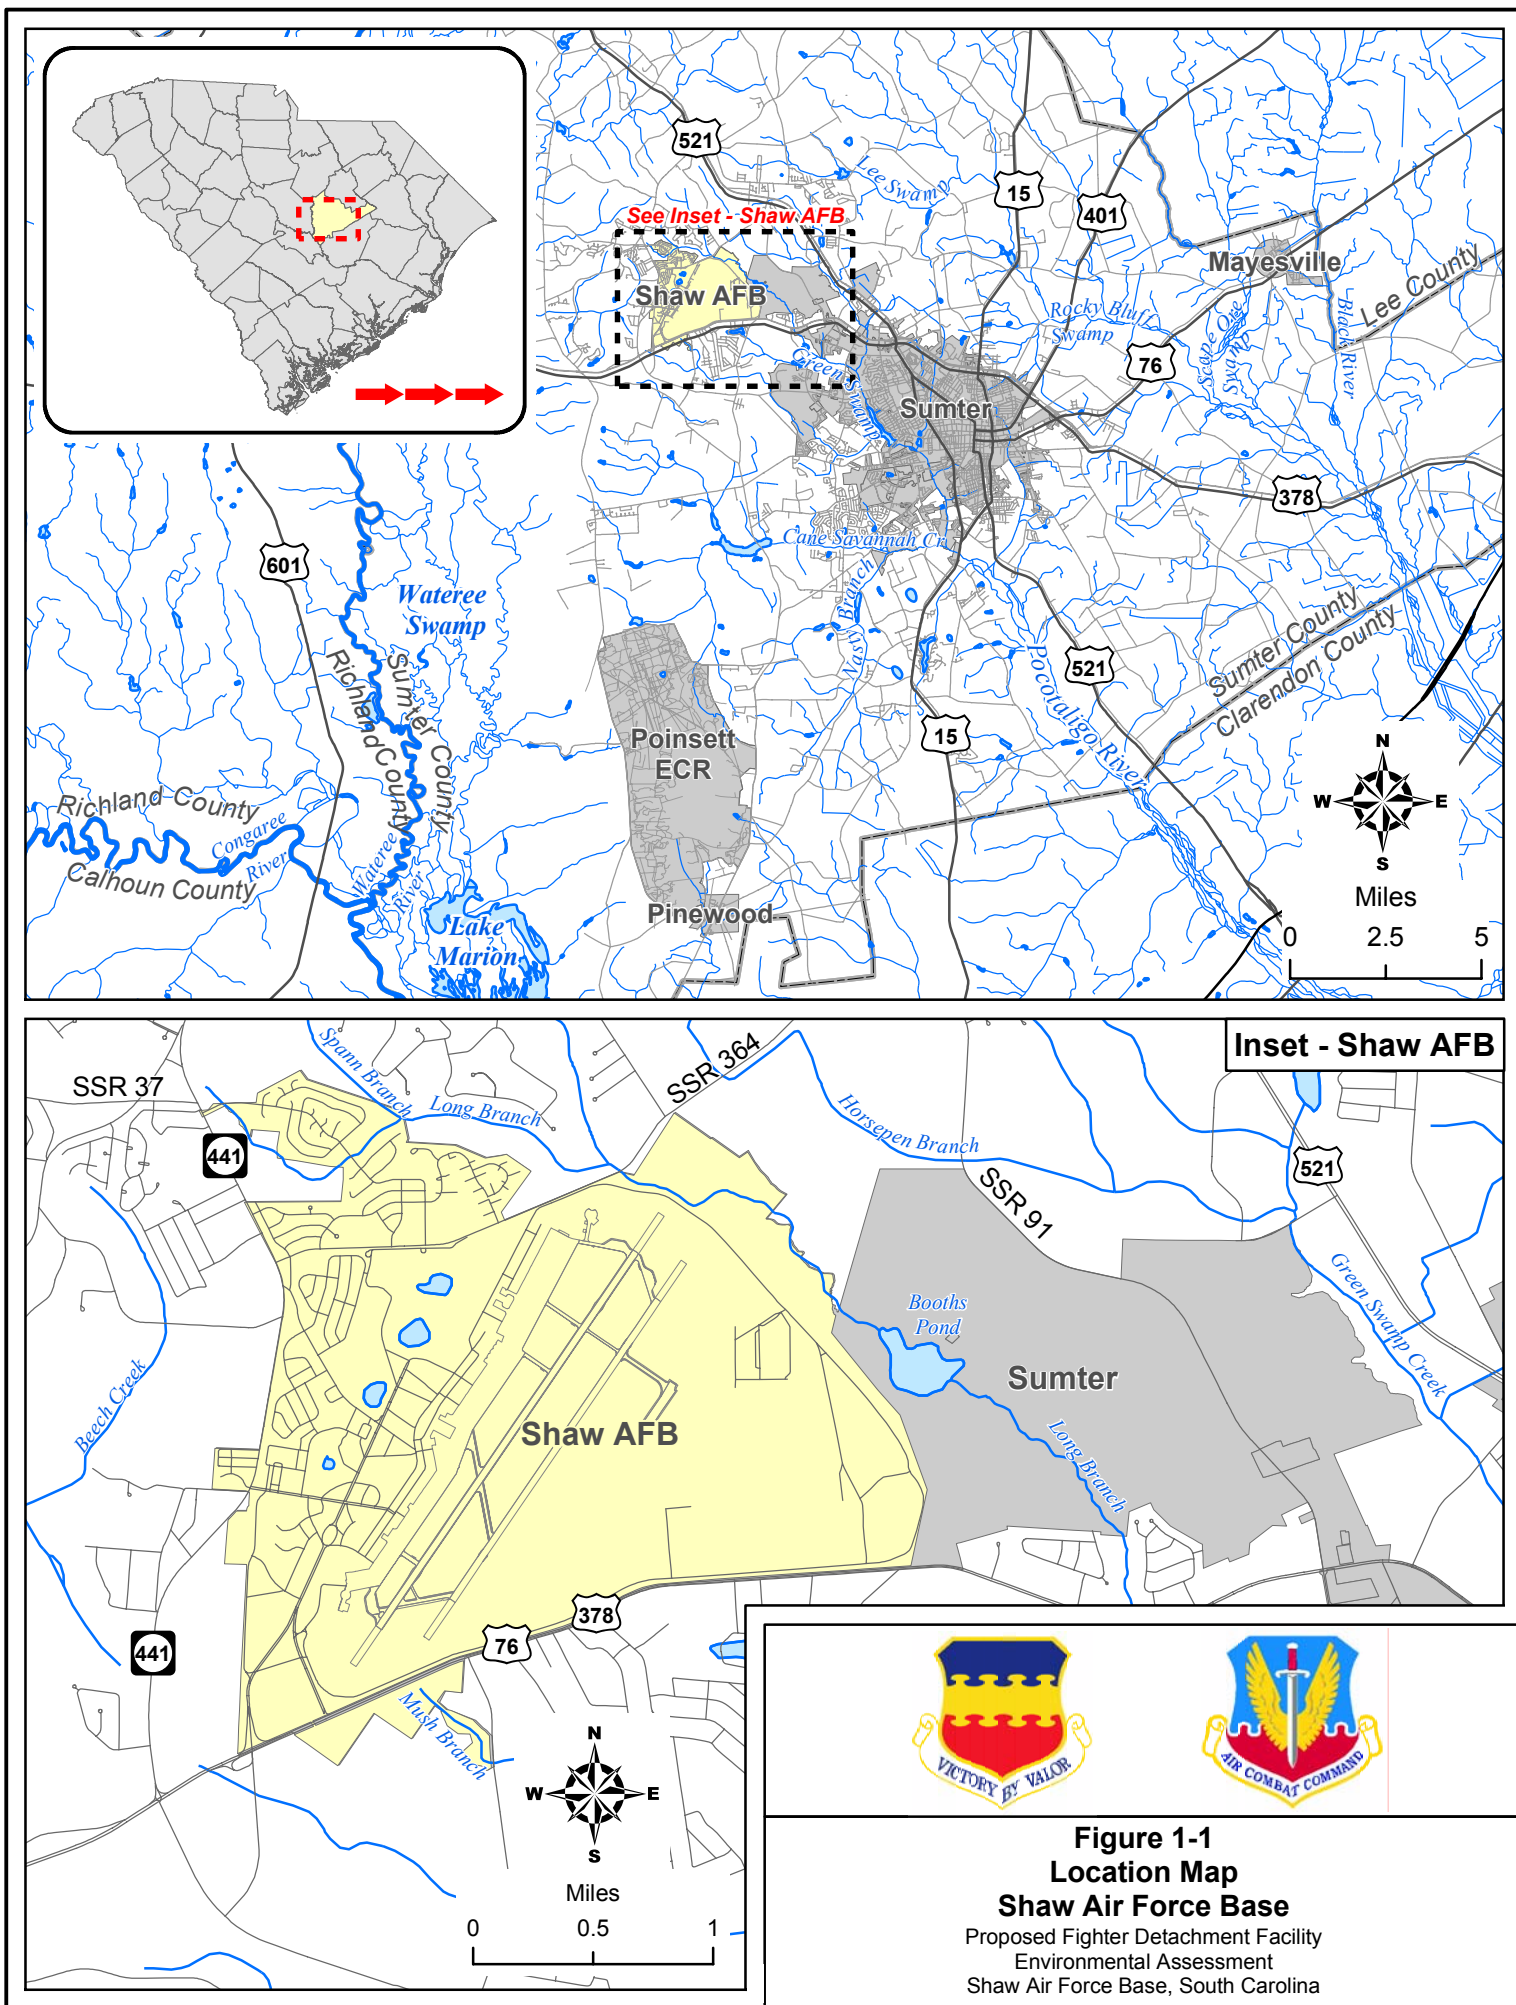 521
15
401
Lee Swamp
See Inset - Shaw AFB
Shaw AFB
Mayesville
Lee County
Rocky Bluff
Swamp
Scape Ore
Swamp
Black River
76
Green Swamp
Sumter
378
601
Cane Savannah Cr
Nasy Branch
Wateree
Swamp
Sumter County
Richland County
Pocotaligo River
521
Sumter County
Clarendon County
15
Poinsett
ECR
Richland County
Congaree
River
Calhoun County
Wateree
River
Lake
Marion
Pinewood
N
W
E
S
Miles
0
2.5
5
Inset - Shaw AFB
SSR 37
Spann Branch
Long Branch
SSR 364
Horsepen Branch
441
521
SSR 91
Green Swamp Creek
Booths
Pond
Sumter
Beech Creek
Shaw AFB
Long Branch
378
76
441
Mush Branch
N
W
E
S
Miles
0
0.5
1
VICTORY BY VALOR
AIR COMBAT COMMAND
Figure 1-1
Location Map
Shaw Air Force Base
Proposed Fighter Detachment Facility
Environmental Assessment
Shaw Air Force Base, South Carolina